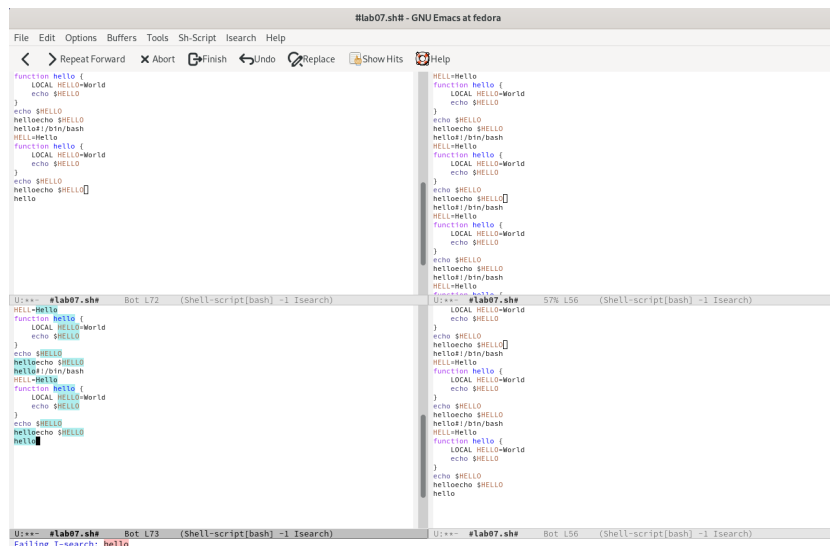 #lab07.sh# - GNU Emacs at fedora
File Edit Options Buffers Tools Sh-Script Isearch Help
Repeat Forward Abort Finish Undo Replace Show Hits Help
function hello {
    LOCAL HELLO=World
    echo $HELLO
}
echo $HELLO
helloecho $HELLO
hello#!/bin/bash
HELL=Hello
function hello {
    LOCAL HELLO=World
    echo $HELLO
}
echo $HELLO
helloecho $HELLO
hello
U:**-  #lab07.sh#   Bot L72   (Shell-script[bash] -1 Isearch)
HELL=Hello
function hello {
    LOCAL HELLO=World
    echo $HELLO
}
echo $HELLO
helloecho $HELLO
hello#!/bin/bash
HELL=Hello
function hello {
    LOCAL HELLO=World
    echo $HELLO
}
echo $HELLO
helloecho $HELLO
hello#!/bin/bash
HELL=Hello
function hello {
    LOCAL HELLO=World
    echo $HELLO
}
echo $HELLO
helloecho $HELLO
hello#!/bin/bash
HELL=Hello
function hello {
U:**-  #lab07.sh#   57% L56   (Shell-script[bash] -1 Isearch)
HELL=Hello
function hello {
    LOCAL HELLO=World
    echo $HELLO
}
echo $HELLO
helloecho $HELLO
hello#!/bin/bash
HELL=Hello
function hello {
    LOCAL HELLO=World
    echo $HELLO
}
echo $HELLO
helloecho $HELLO
hello
U:**-  #lab07.sh#   Bot L73   (Shell-script[bash] -1 Isearch)
    LOCAL HELLO=World
    echo $HELLO
}
echo $HELLO
helloecho $HELLO
hello#!/bin/bash
HELL=Hello
function hello {
    LOCAL HELLO=World
    echo $HELLO
}
echo $HELLO
helloecho $HELLO
hello#!/bin/bash
HELL=Hello
function hello {
    LOCAL HELLO=World
    echo $HELLO
}
echo $HELLO
helloecho $HELLO
hello
U:**-  #lab07.sh#   Bot L56   (Shell-script[bash] -1 Isearch)
Failing I-search: hello